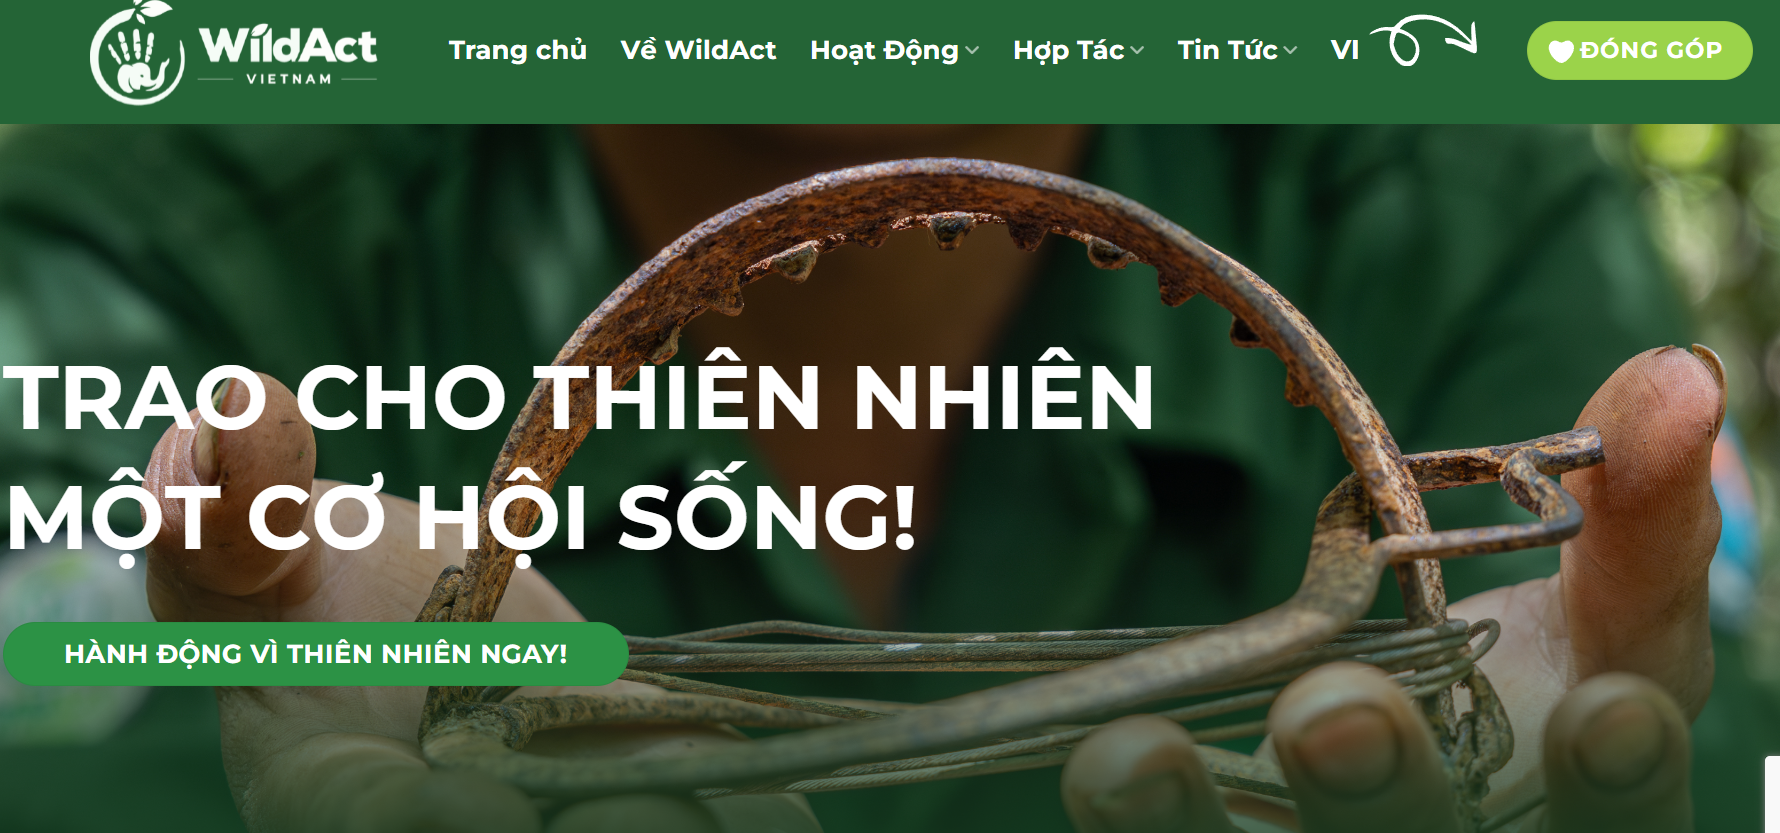 WildAct
VIETNAM
Trang chủ Về WildAct Hoạt Động Hợp Tác Tin Tức VI ĐÓNG GÓP
TRAO CHO THIÊN NHIÊN
MỘT CƠ HỘI SỐNG!
HÀNH ĐỘNG VÌ THIÊN NHIÊN NGAY!